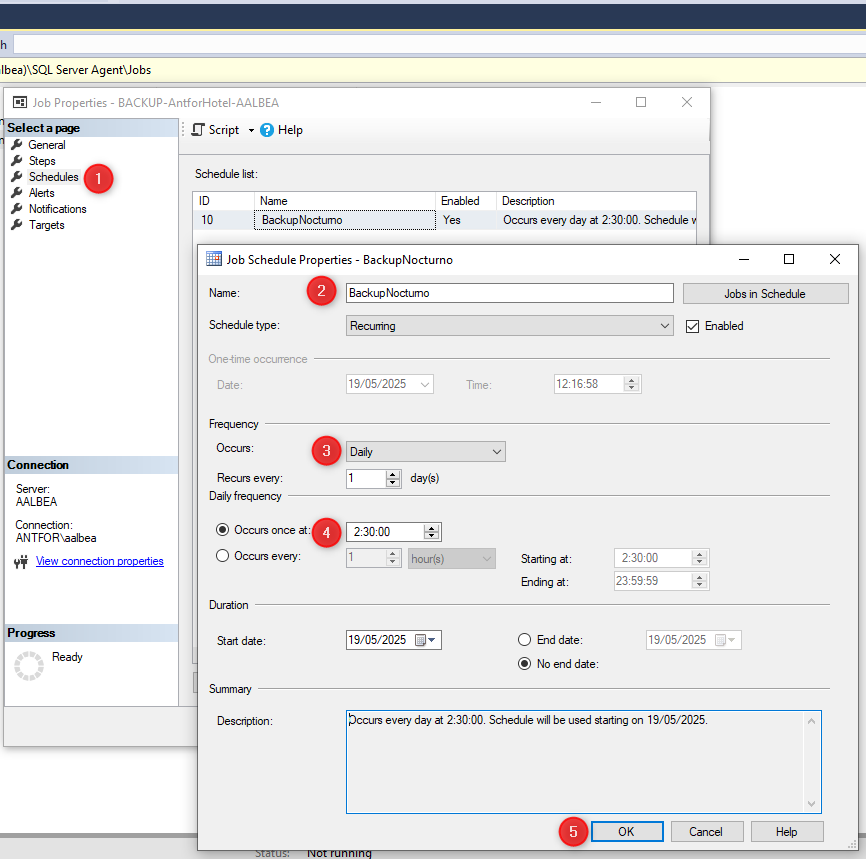 h
lbea)\SQL Server Agent\Jobs
Job Properties - BACKUP-AntforHotel-AALBEA
Select a page
General
Steps
Schedules
1
Alerts
Notifications
Targets
Script
Help
Schedule list:
ID Name Enabled Description
10 BackupNocturno Yes Occurs every day at 2:30:00. Schedule w
Connection
Server:
AALBEA
Connection:
ANTFOR\aalbea
View connection properties
Progress
Ready
Job Schedule Properties - BackupNocturno
Name: 2 BackupNocturno Jobs in Schedule
Schedule type: Recurring Enabled
One-time occurrence
Date: 19/05/2025 Time: 12:16:58
Frequency
Occurs: 3 Daily
Recurs every: 1 day(s)
Daily frequency
Occurs once at: 4 2:30:00
Occurs every: 1 hour(s) Starting at: 2:30:00
Ending at: 23:59:59
Duration
Start date: 19/05/2025 End date: 19/05/2025
No end date:
Summary
Description: Occurs every day at 2:30:00. Schedule will be used starting on 19/05/2025.
5 OK Cancel Help
Status: Not running